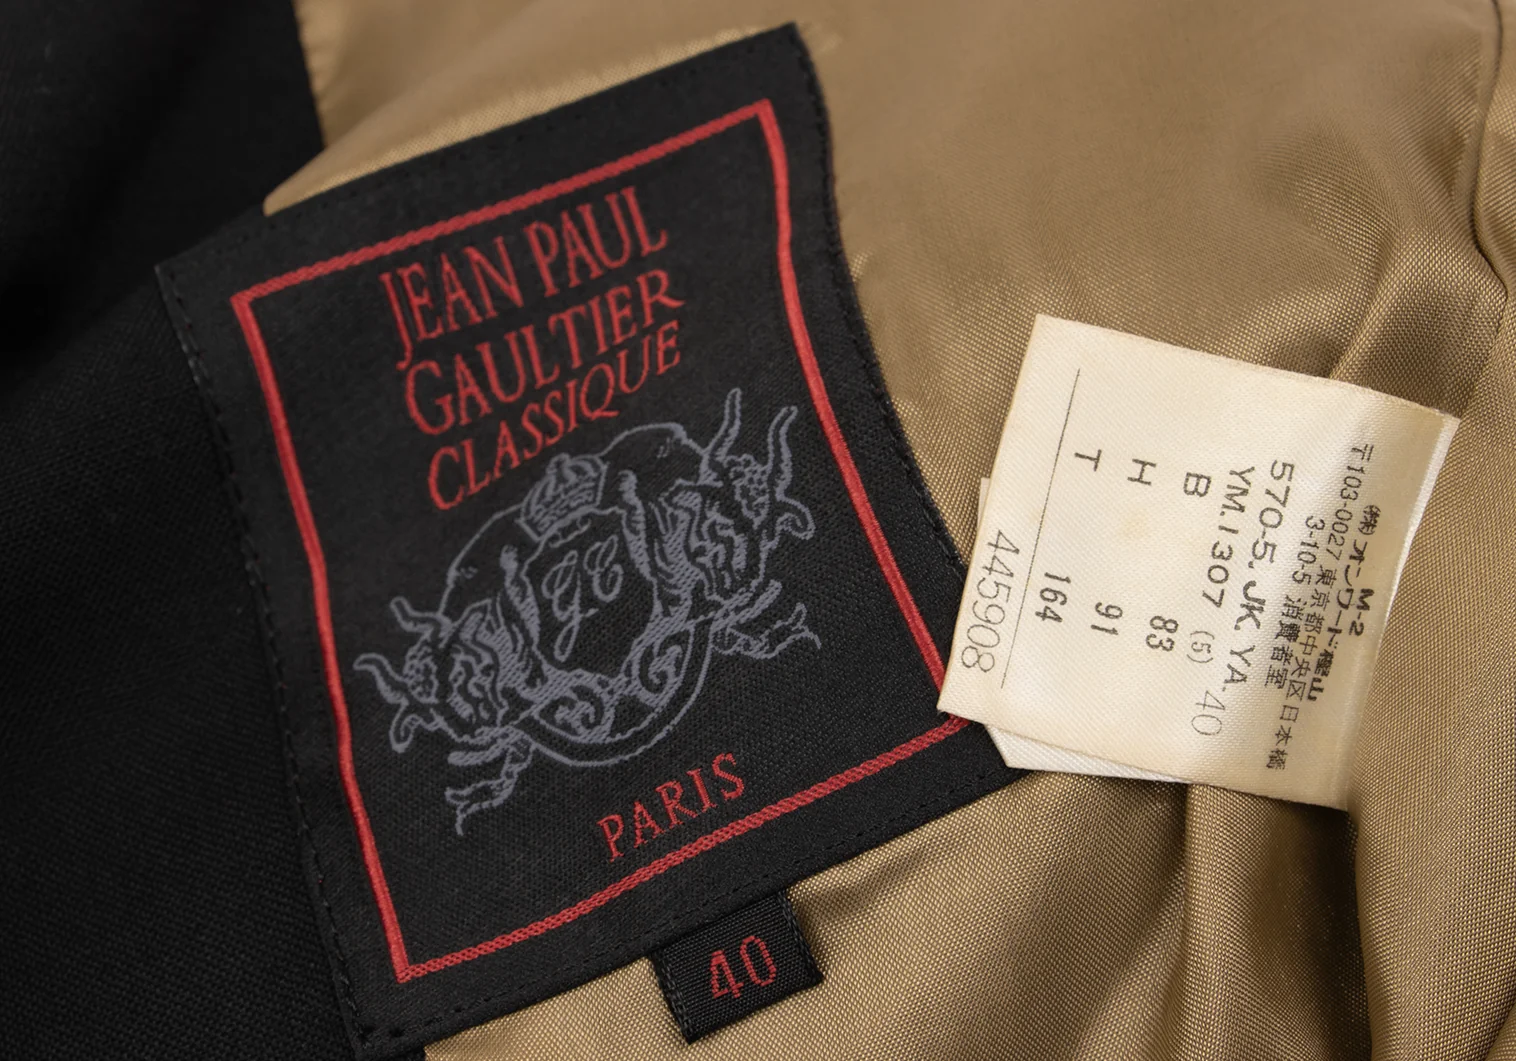 JEAN PAUL
GAULTIER
CLASSIQUE
GE
PARIS
40
M-2
㈱オンワード樫山
〒103-0027 東京都中央区日本橋
3-10-5 消費者室
570-5. JK YA
YM.1307 (5) 40
B 83
H 91
T 164
445908